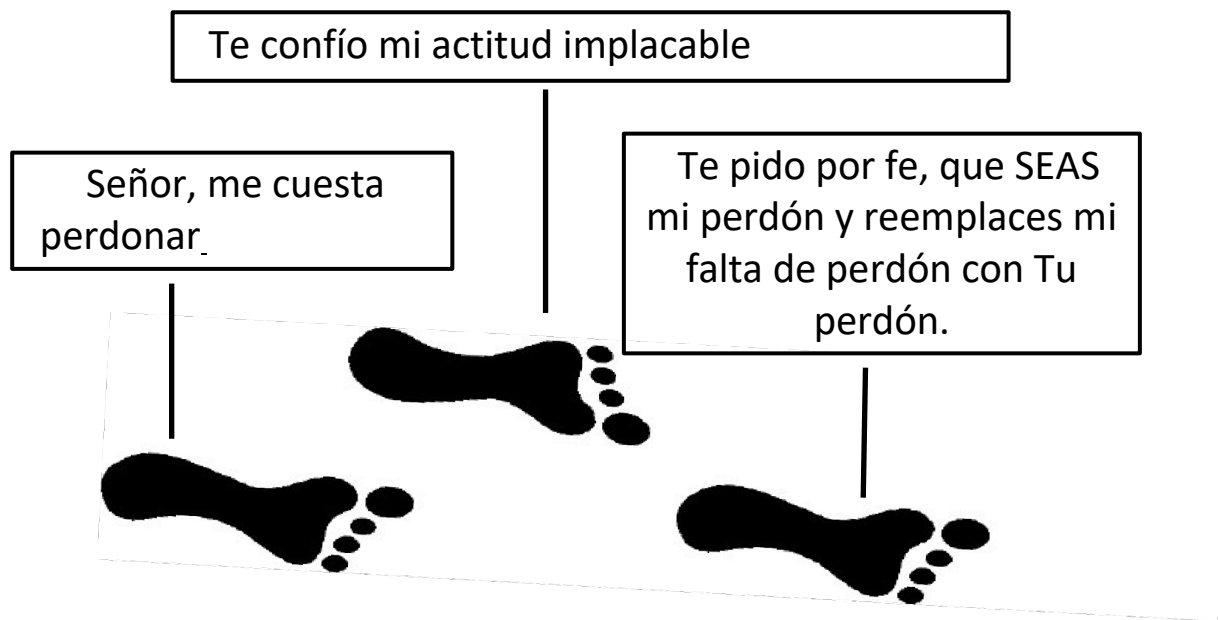 Te confío mi actitud implacable
Señor, me cuesta
perdonar_
Te pido por fe, que SEAS
mi perdón y reemplaces mi
falta de perdón con Tu
perdón.